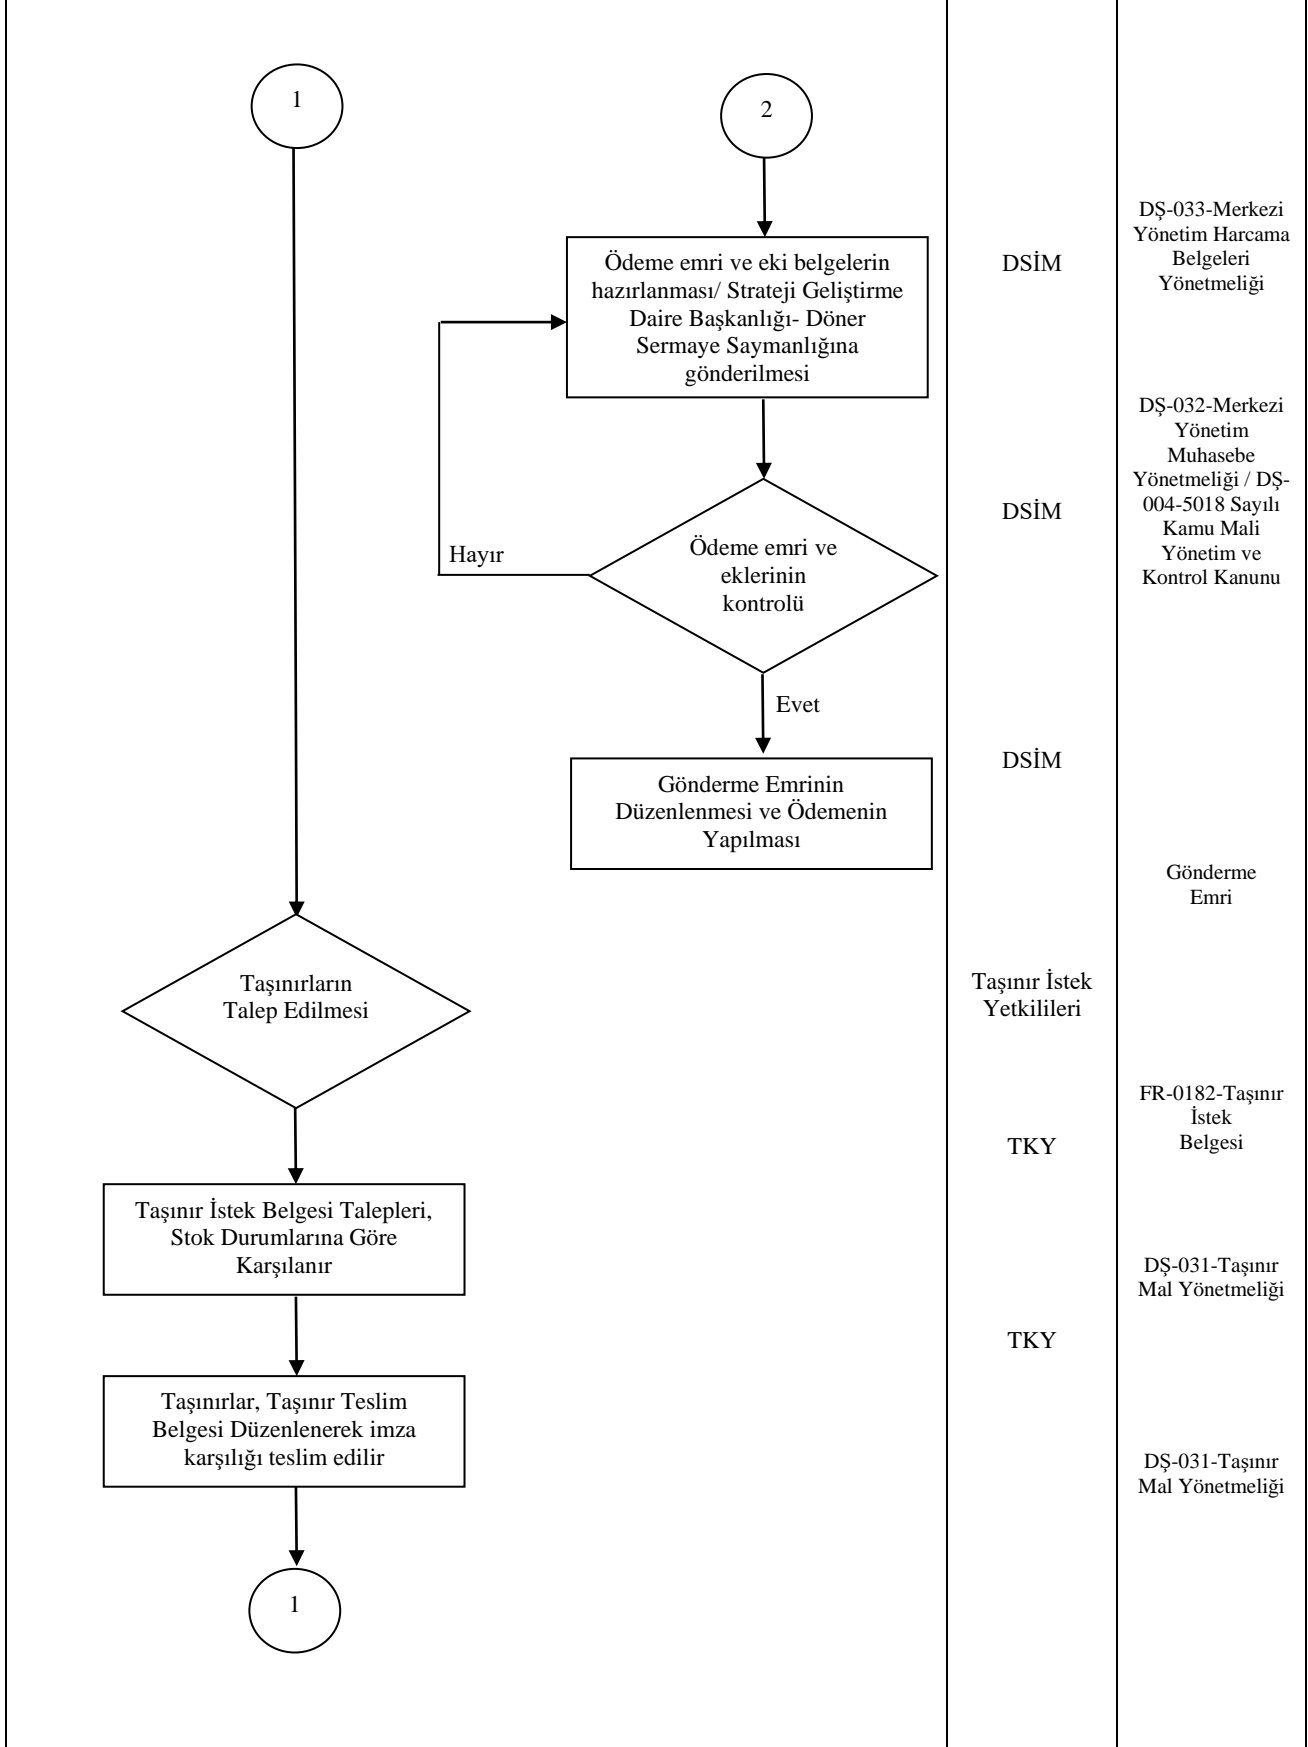 1
2
Ödeme emri ve eki belgelerin
hazırlanması/ Strateji Geliştirme
Daire Başkanlığı- Döner
Sermaye Saymanlığına
gönderilmesi
Hayır
Ödeme emri ve
eklerinin
kontrolü
Evet
Gönderme Emrinin
Düzenlenmesi ve Ödemenin
Yapılması
Taşınırların
Talep Edilmesi
Taşınır İstek Belgesi Talepleri,
Stok Durumlarına Göre
Karşılanır
Taşınırlar, Taşınır Teslim
Belgesi Düzenlenerek imza
karşılığı teslim edilir
1
DSİM
DSİM
DSİM
Taşınır İstek
Yetkilileri
TKY
TKY
DŞ-033-Merkezi
Yönetim Harcama
Belgeleri
Yönetmeliği
DŞ-032-Merkezi
Yönetim
Muhasebe
Yönetmeliği / DŞ-
004-5018 Sayılı
Kamu Mali
Yönetim ve
Kontrol Kanunu
Gönderme
Emri
FR-0182-Taşınır
İstek
Belgesi
DŞ-031-Taşınır
Mal Yönetmeliği
DŞ-031-Taşınır
Mal Yönetmeliği